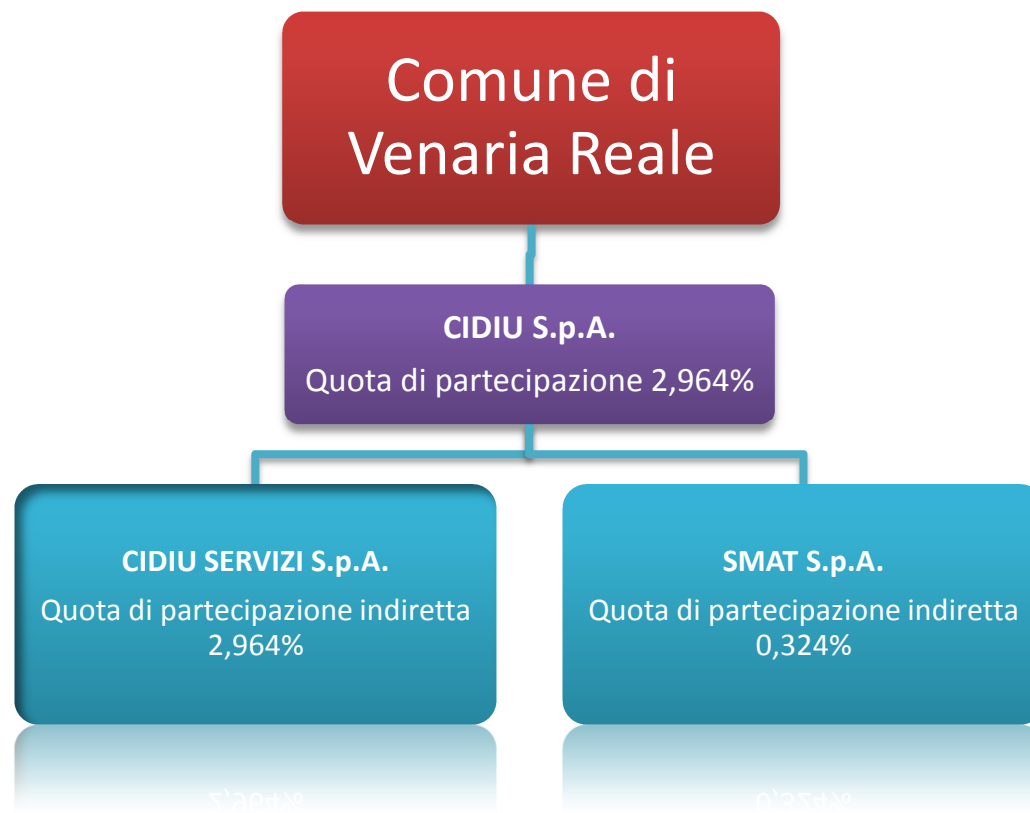 Comune di
Venaria Reale
CIDIU S.p.A.
Quota di partecipazione 2,964%
CIDIU SERVIZI S.p.A.
Quota di partecipazione indiretta
2,964%
SMAT S.p.A.
Quota di partecipazione indiretta
0,324%